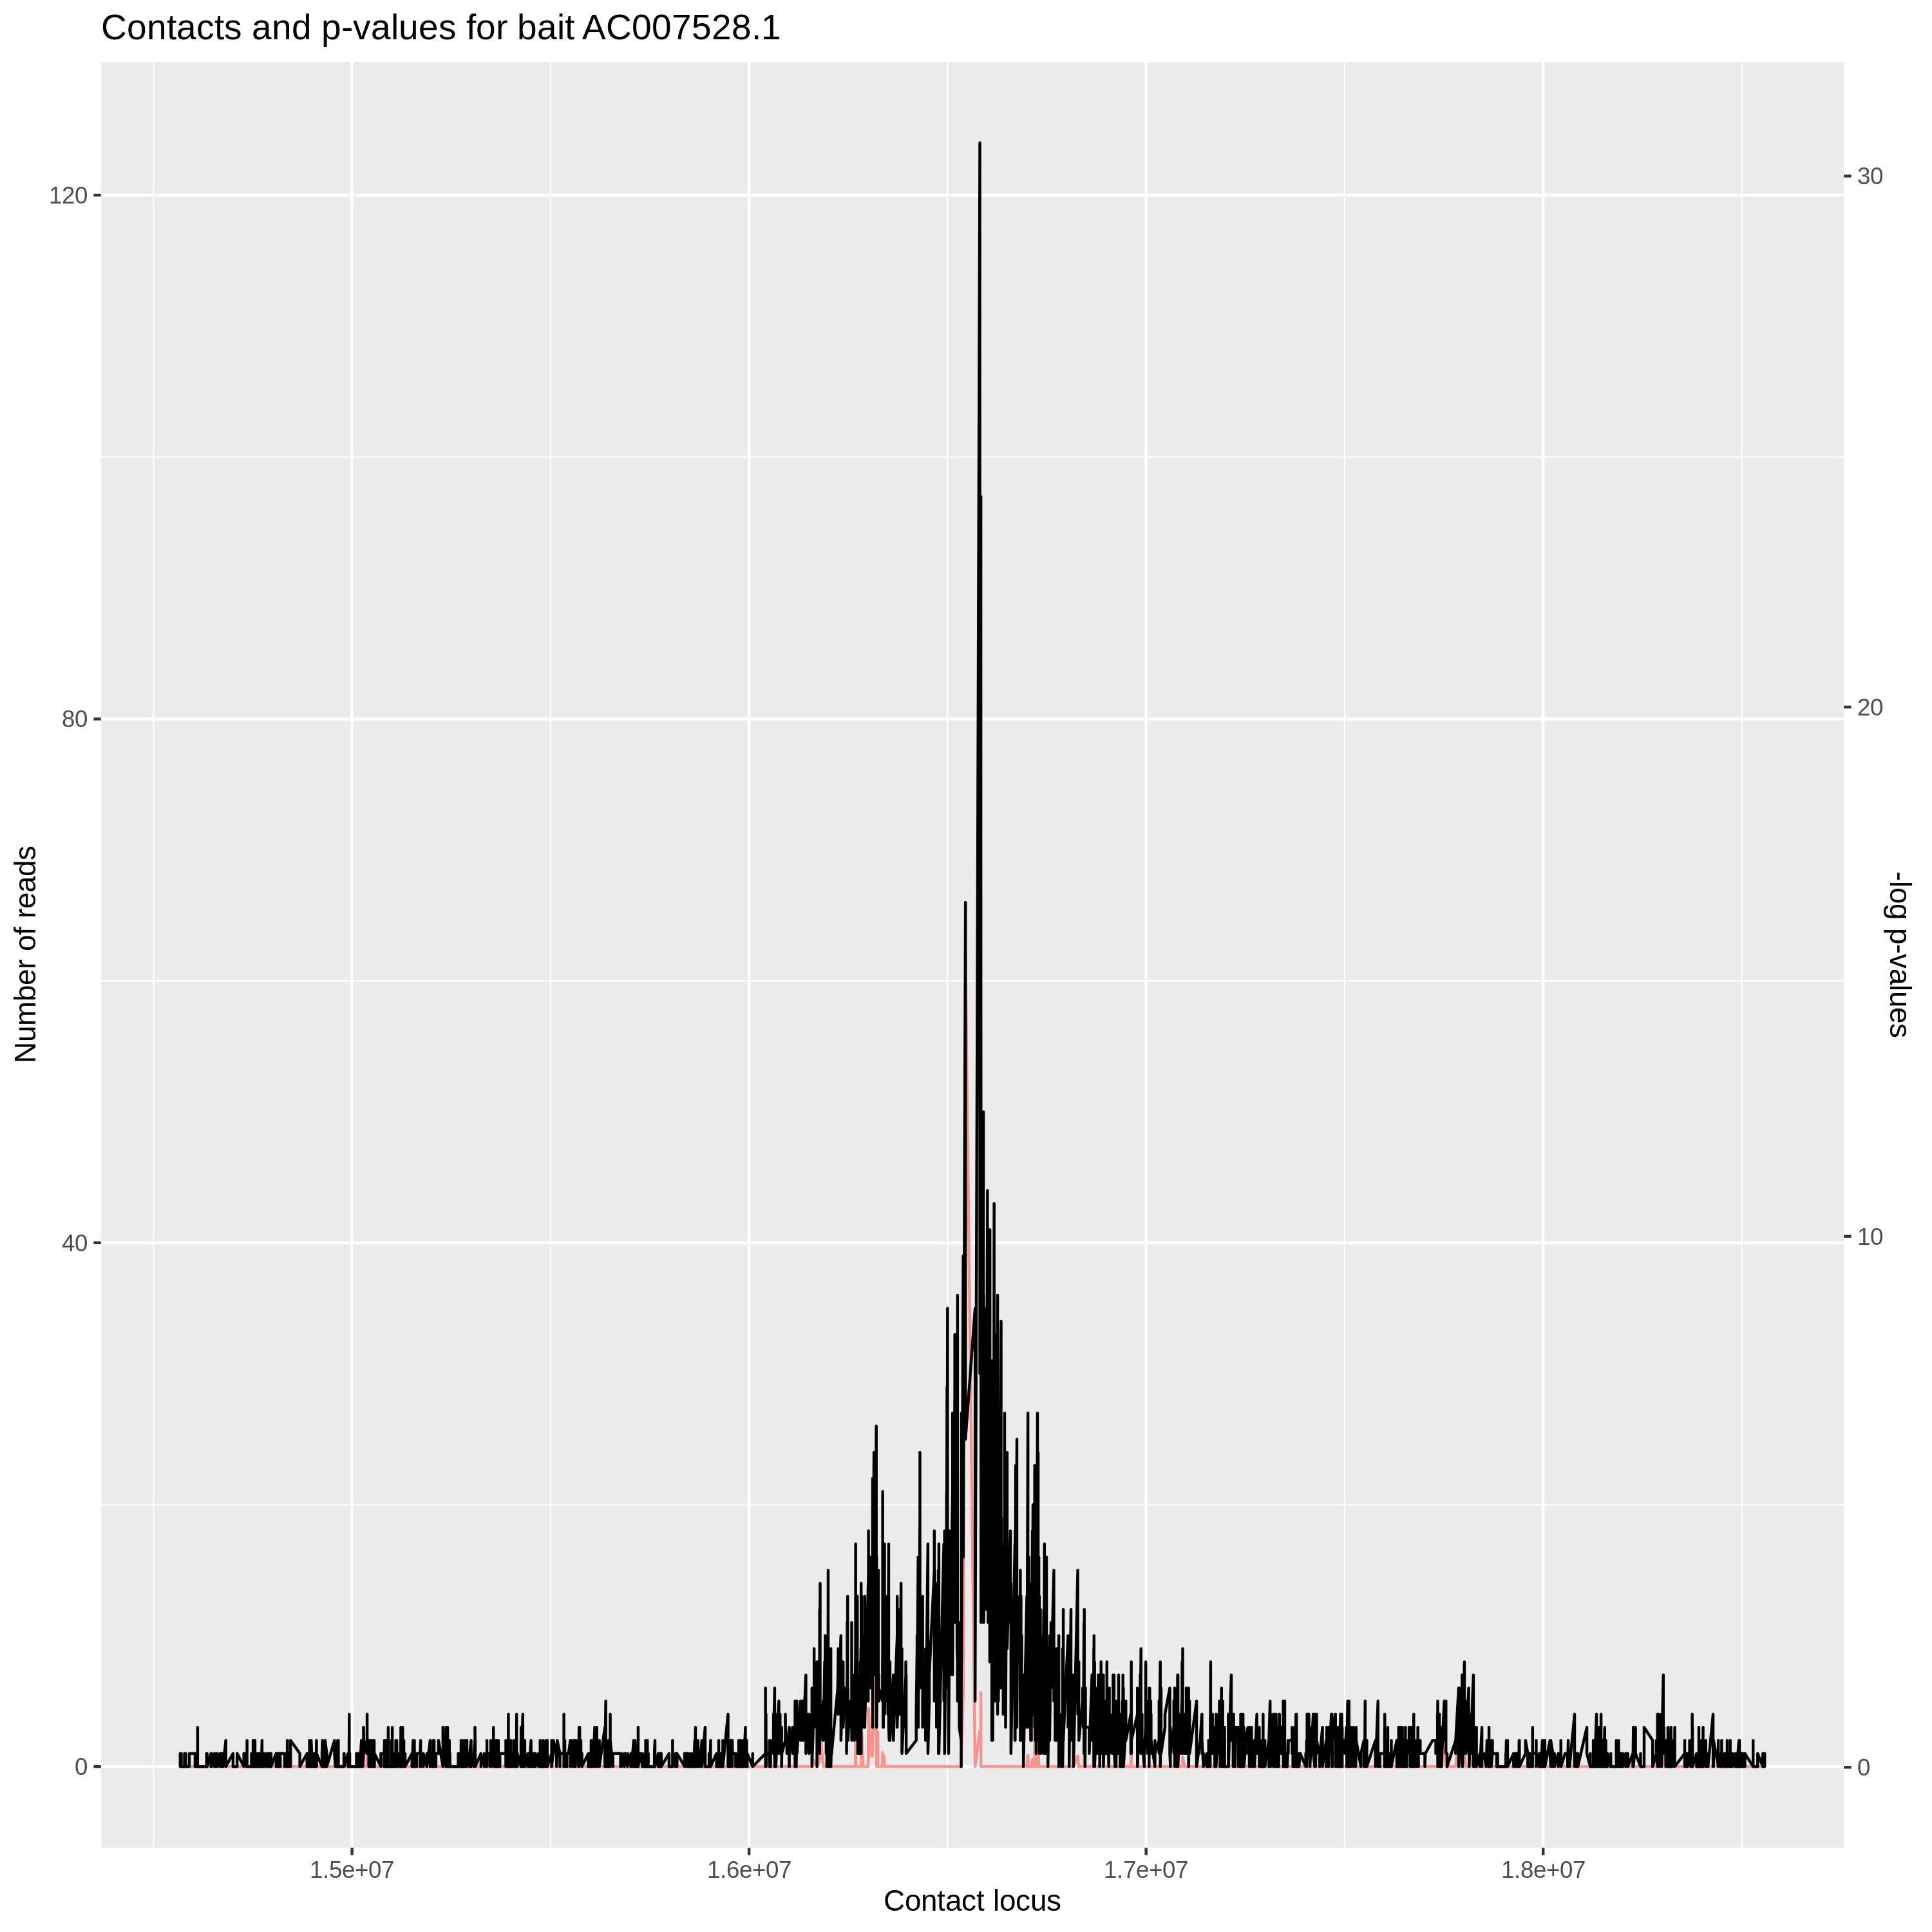 Contacts and p-values for bait AC007528.1
120
80
40
0
Number of reads
30
20
10
0
-log p-values
1.5e+07
1.6e+07
1.7e+07
1.8e+07
Contact locus